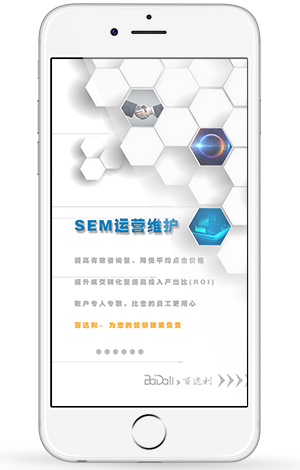 SEM运营维护
提高有效咨询量、降低平均点击价格
提升成交转化量提高投入产出比(ROI)
账户专人专职、比您的员工更用心
百达利- 为您的营销效果负责
BaiDali 百达利